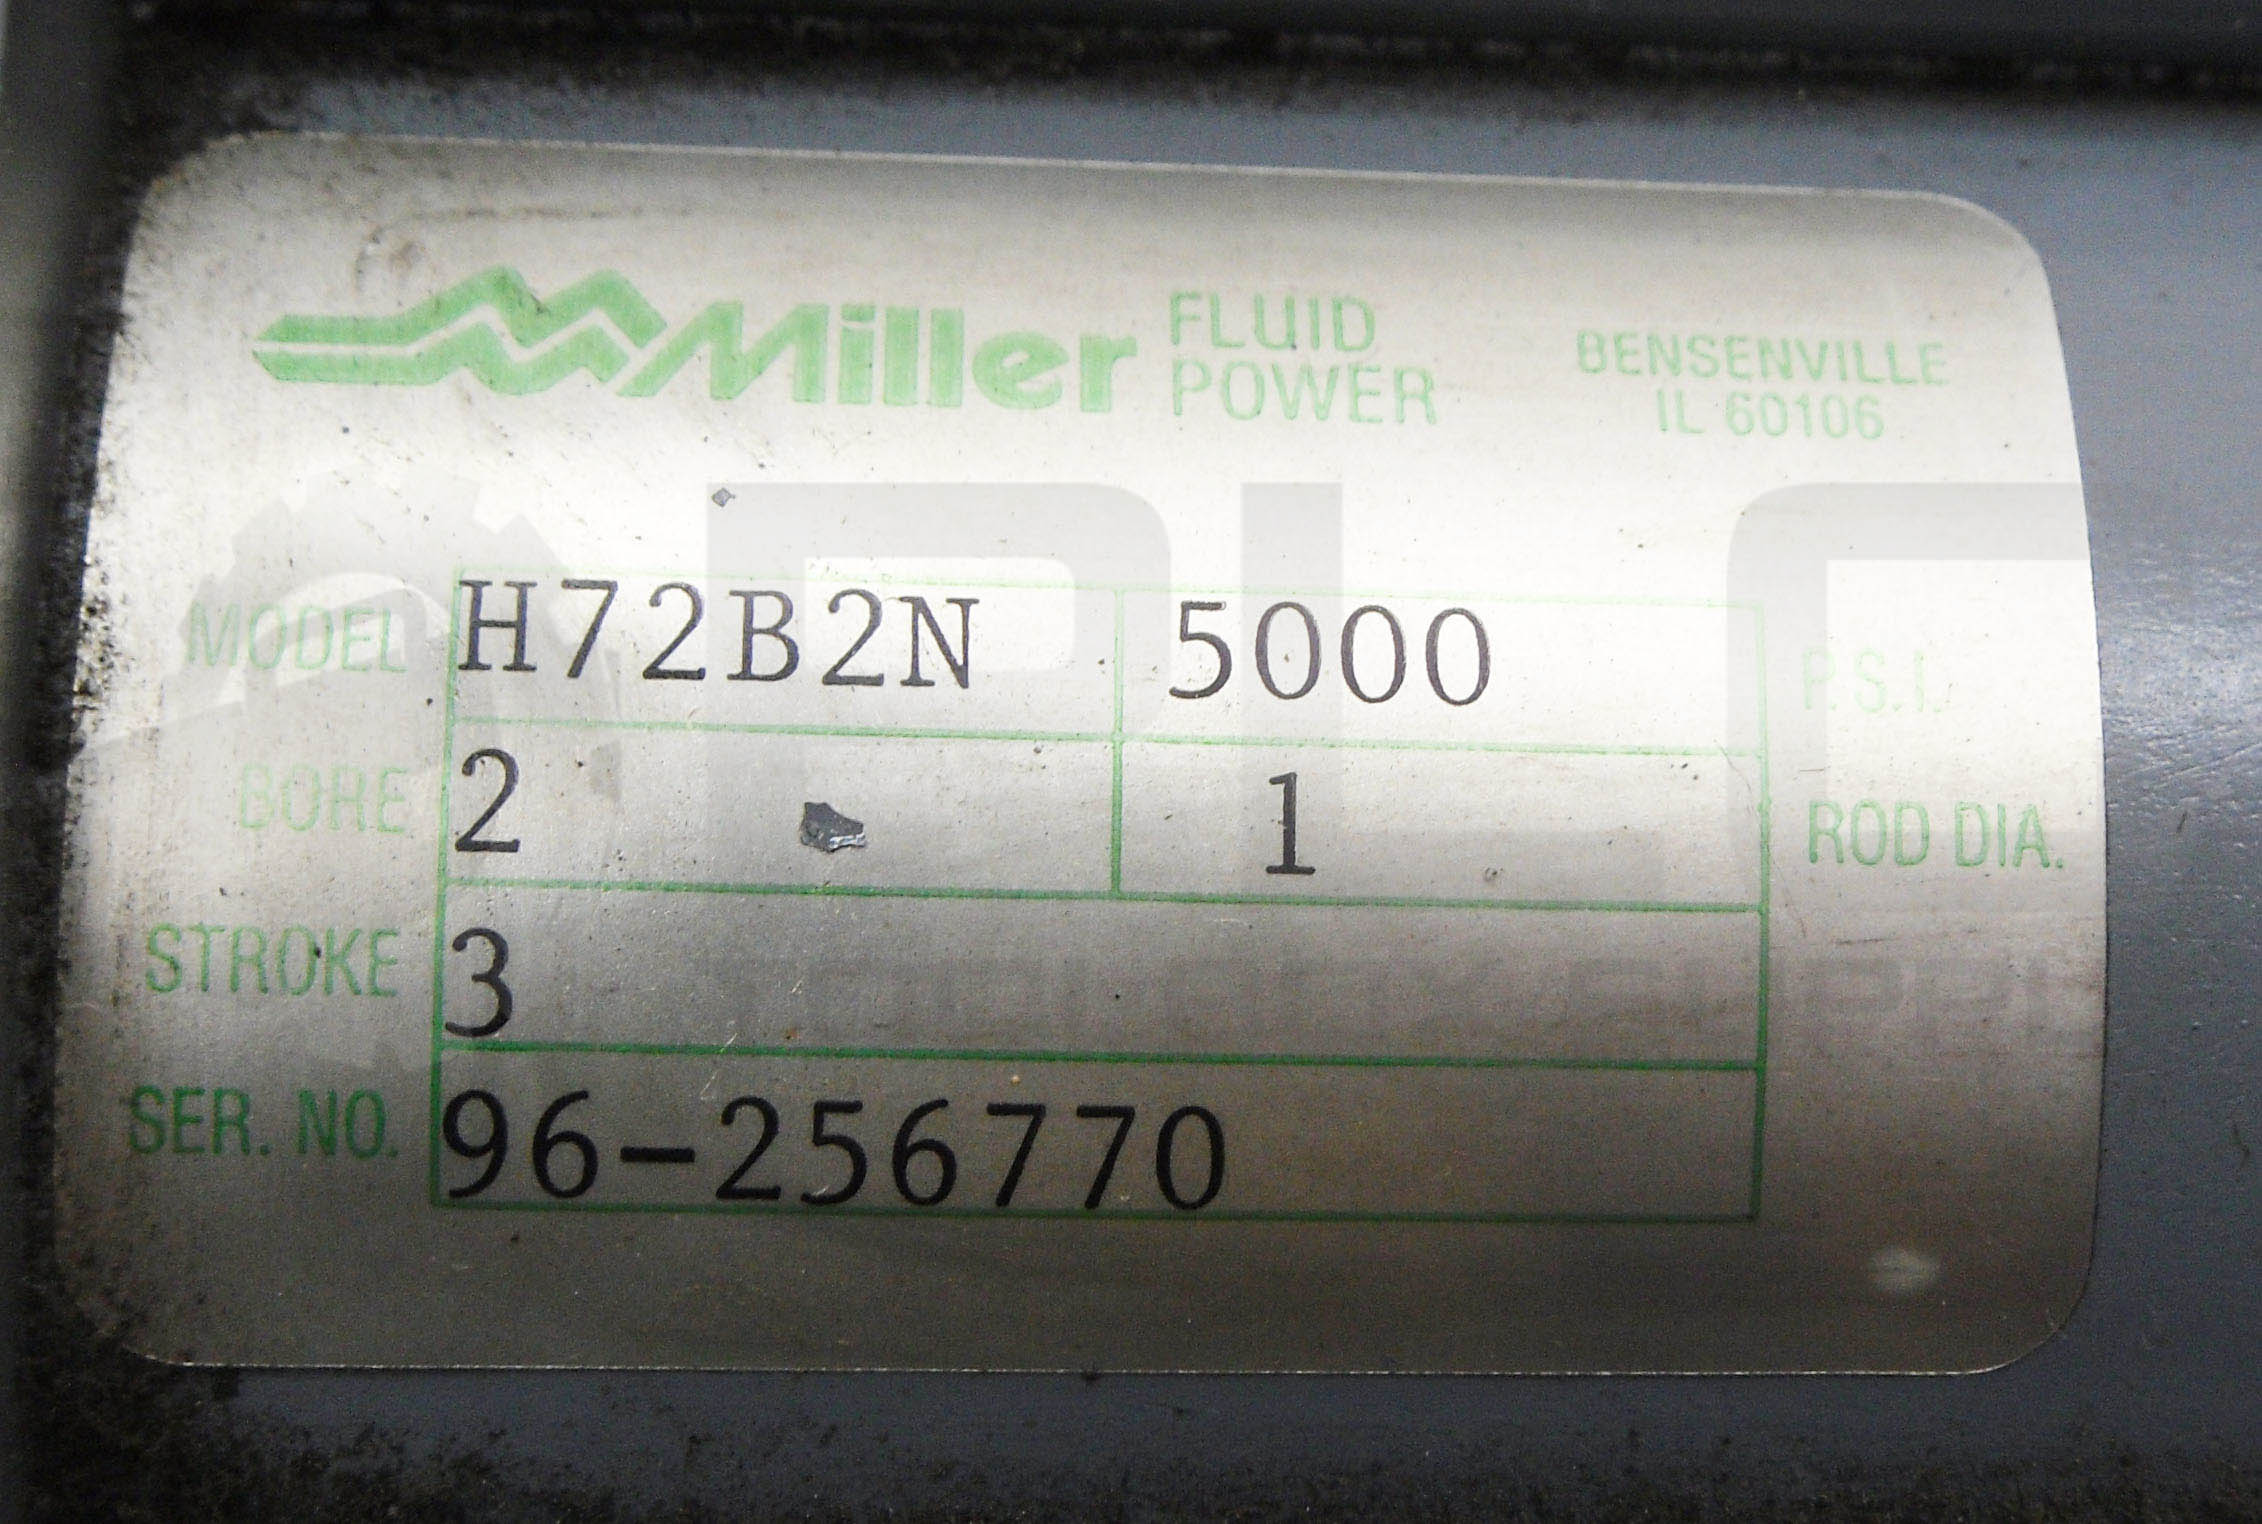 Miller FLUID POWER
BENSENVILLE
IL 60106
MODEL H72B2N 5000 P.S.I.
BORE 2 1 ROD DIA.
STROKE 3
SER. NO. 96-256770